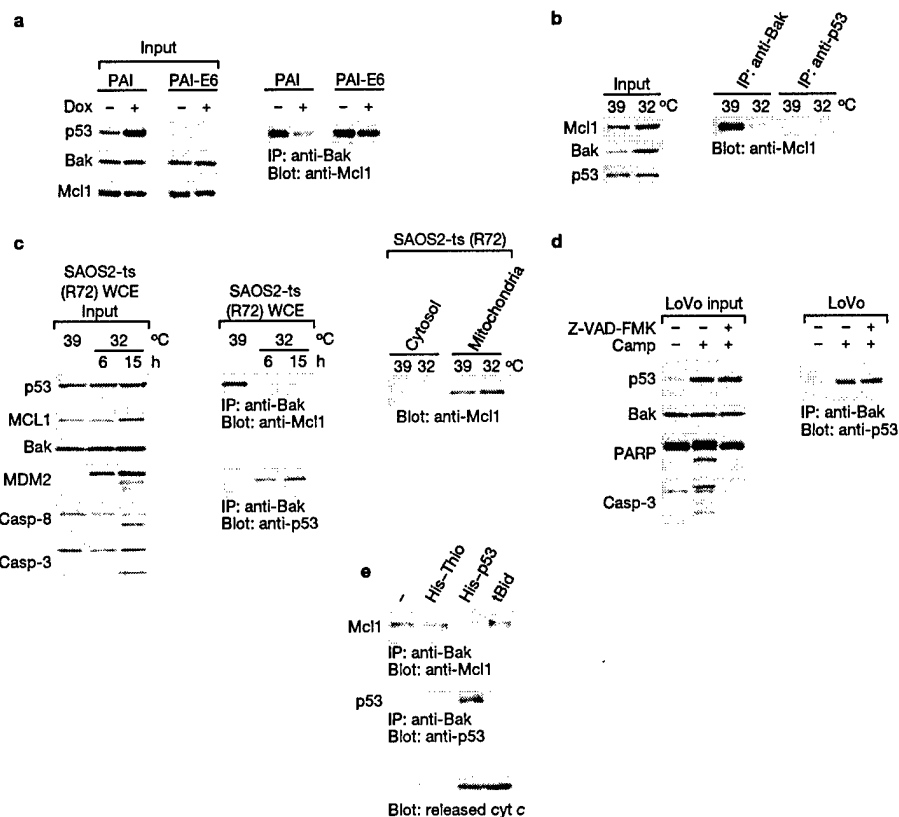 a
Input
PAI PAI-E6 PAI PAI-E6
Dox – + – + – + – +
p53
Bak
Mcl1
IP: anti-Bak
Blot: anti-Mcl1
b
IP: anti-Bak
IP: anti-p53
Input
39 32 ºC 39 32 39 32 ºC
Mcl1
Bak
p53
Blot: anti-Mcl1
c
SAOS2-ts
(R72) WCE
Input
39 32 ºC
6 15 h
p53
MCL1
Bak
MDM2
Casp-8
Casp-3
SAOS2-ts
(R72) WCE
39 32 ºC
6 15 h
IP: anti-Bak
Blot: anti-Mcl1
IP: anti-Bak
Blot: anti-p53
SAOS2-ts (R72)
Cytosol
Mitochondria
39 32 39 32 ºC
Blot: anti-Mcl1
d
LoVo input LoVo
Z-VAD-FMK – – + – – +
Camp – + + – + +
p53
Bak
PARP
Casp-3
IP: anti-Bak
Blot: anti-p53
e
– His–Thio His–p53 tBid
Mcl1
IP: anti-Bak
Blot: anti-Mcl1
p53
IP: anti-Bak
Blot: anti-p53
Blot: released cyt c